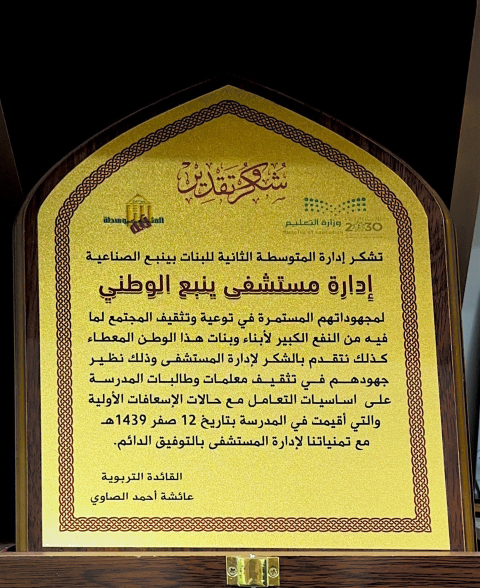 شكر وتقدير
وزارة التعليم
Ministry of Education
2030
تشكر إدارة المتوسطة الثانية للبنات بينبع الصناعية
إدارة مستشفى ينبع الوطني
لمجهوداتهم المستمرة في توعية وتثقيف المجتمع لما
فيه من النفع الكبير لأبناء وبنات هذا الوطن المعطاء
كذلك نتقدم بالشكر لإدارة المستشفى وذلك نظير
جهودهم في تثقيف معلمات وطالبات المدرسة
على اساسيات التعامل مع حالات الإسعافات الأولية
والتي أقيمت في المدرسة بتاريخ 12 صفر 1439هـ
مع تمنياتنا لإدارة المستشفى بالتوفيق الدائم.
القائدة التربوية
عائشة أحمد الصاوي